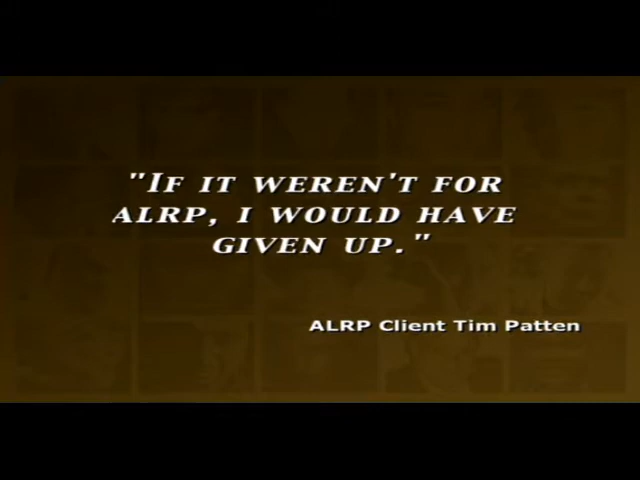 "IF IT WEREN'T FOR
ALRP, I WOULD HAVE
GIVEN UP."
ALRP Client Tim Patten